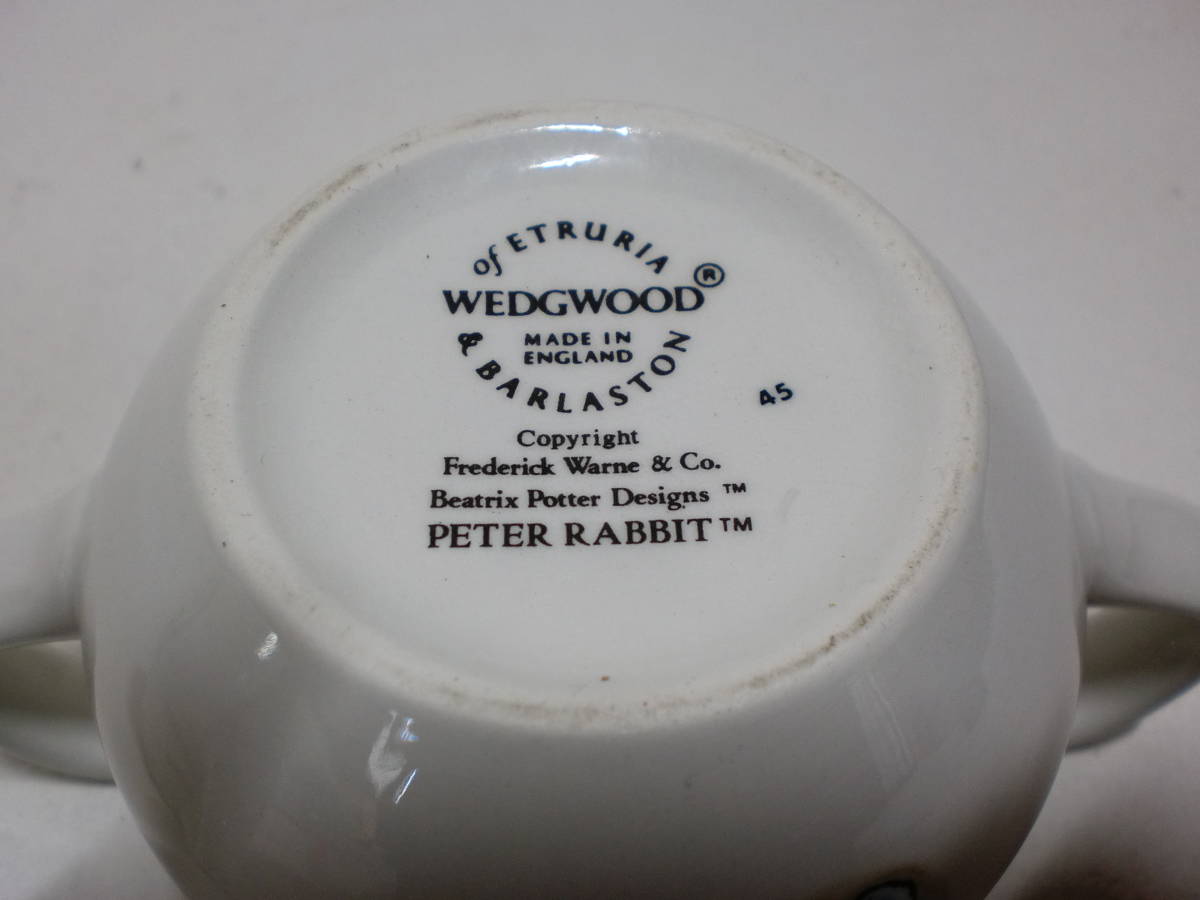 of ETRURIA
WEDGWOOD®
MADE IN
ENGLAND
& BARLASTON
45
Copyright
Frederick Warne & Co.
Beatrix Potter Designs ™
PETER RABBIT™